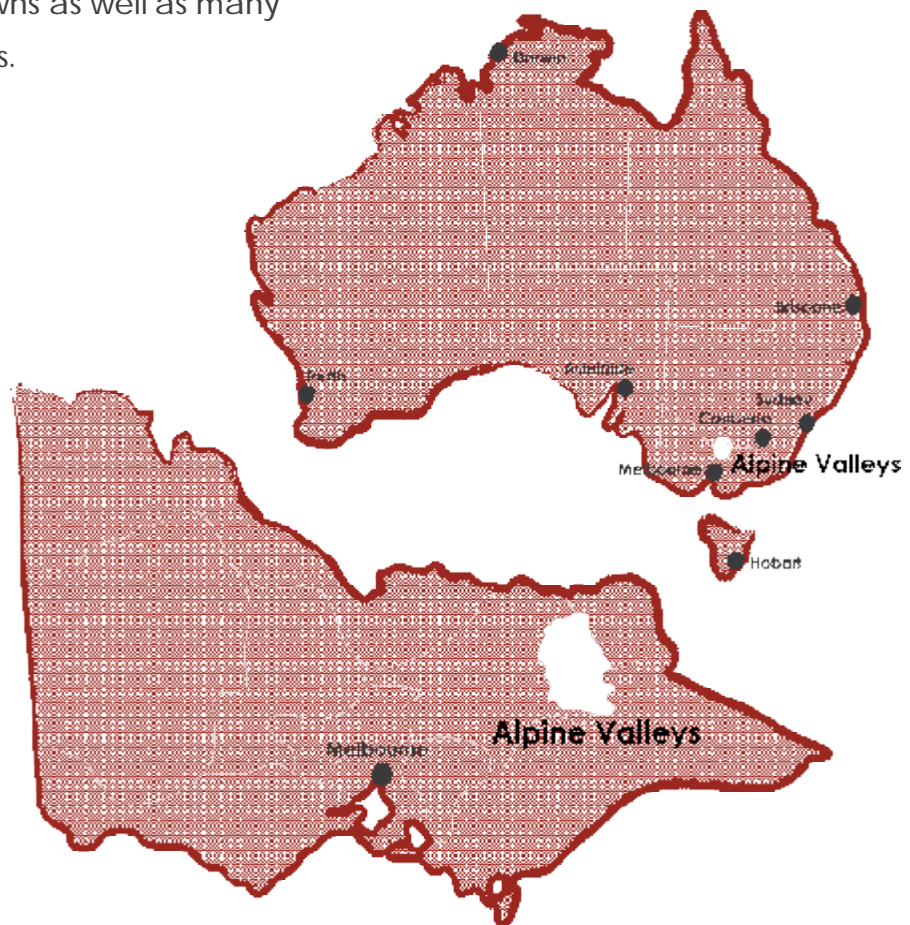 wns as well as many
s.
Darwin
Brisbane
Perth
Adelaide
Sydney
Canberra
Melbourne
Alpine Valleys
Hobart
Alpine Valleys
Melbourne